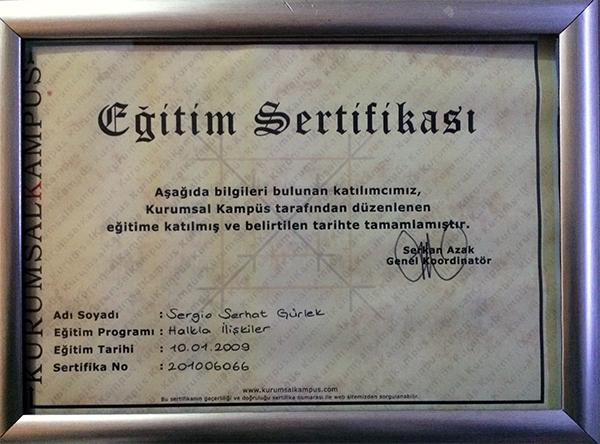 KURUMSALKAMPUS
Eğitim Sertifikası
Aşağıda bilgileri bulunan katılımcımız,
Kurumsal Kampüs tarafından düzenlenen
eğitime katılmış ve belirtilen tarihte tamamlamıştır.
Serkan Azak
Genel Koordinatör
Adı Soyadı : Sergio Serhat Gürlek
Eğitim Programı : Halkla İlişkiler
Eğitim Tarihi : 10.01.2009
Sertifika No : 201006066
www.kurumsalkampus.com
Bu sertifikanın geçerliliği ve doğruluğu sertifika numarası ile web sitemizden sorgulanabilir.